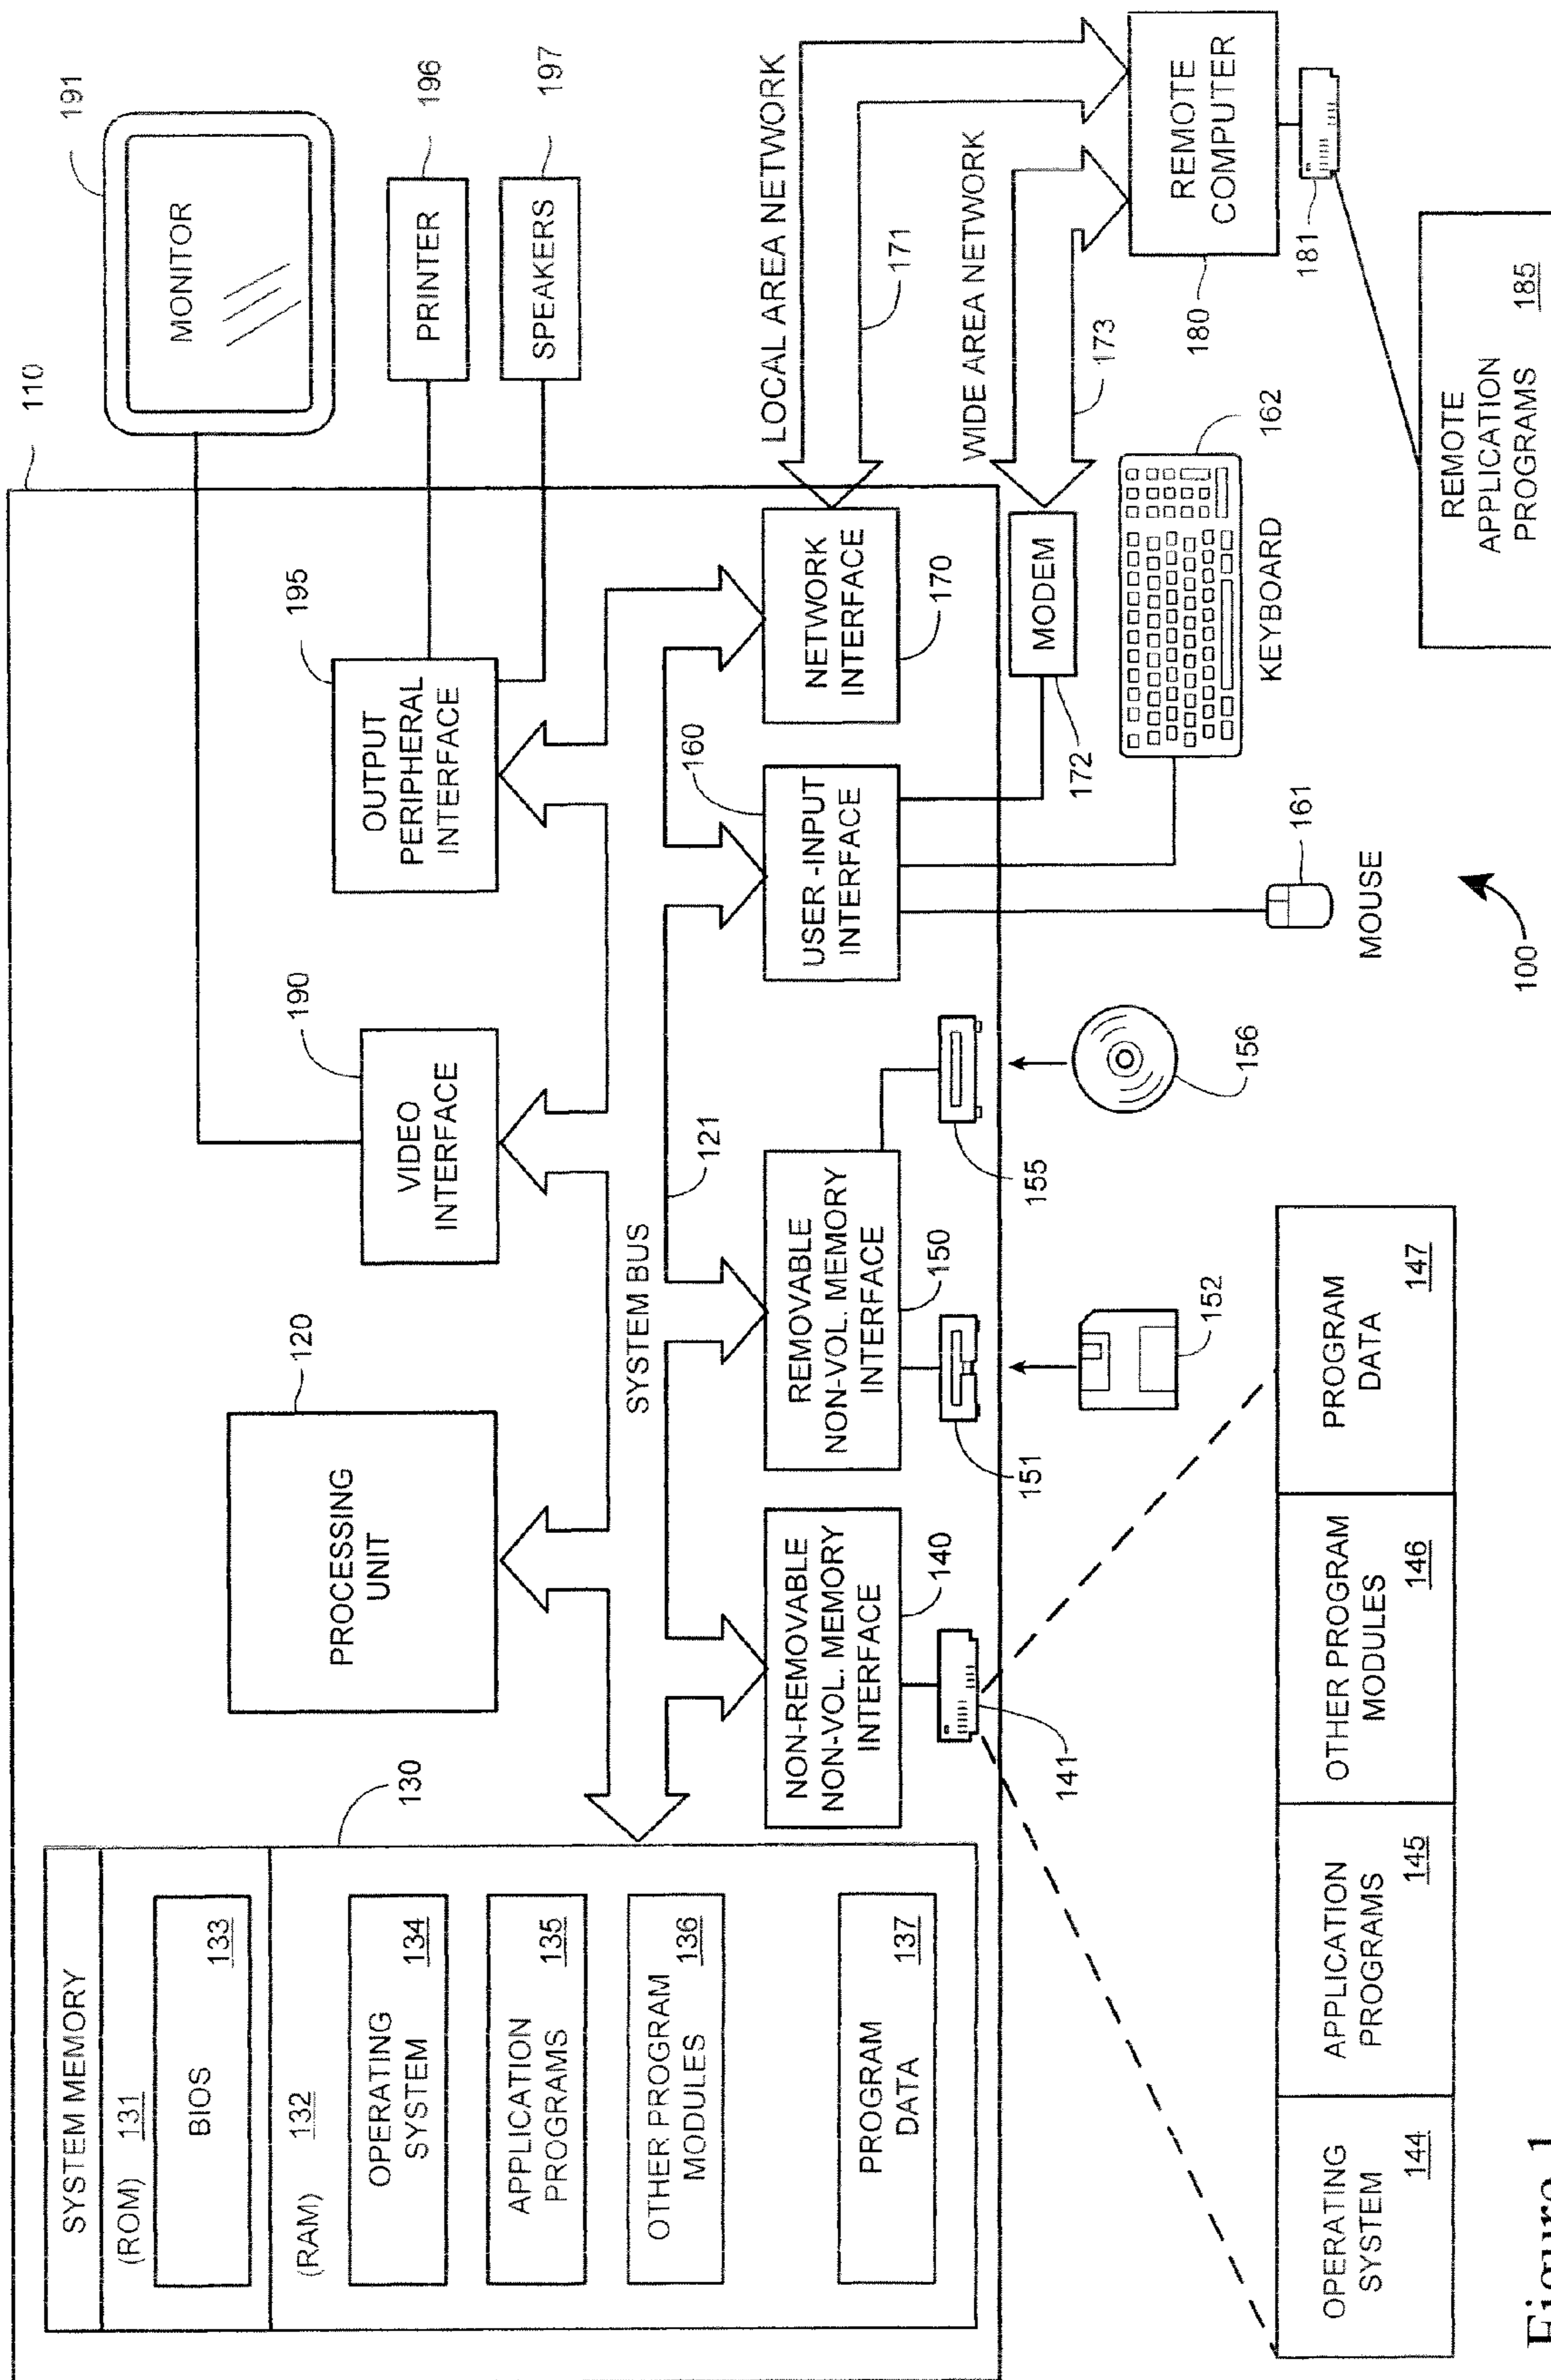 110
191
MONITOR
196
PRINTER
197
SPEAKERS
SYSTEM MEMORY
(ROM) 131
BIOS
133
(RAM) 132
OPERATING
SYSTEM
134
APPLICATION
PROGRAMS
135
OTHER PROGRAM
MODULES
136
PROGRAM
DATA
137
130
120
PROCESSING
UNIT
190
VIDEO
INTERFACE
195
OUTPUT
PERIPHERAL
INTERFACE
SYSTEM BUS
121
NON-REMOVABLE
NON-VOL. MEMORY
INTERFACE
140
REMOVABLE
NON-VOL. MEMORY
INTERFACE
150
160
USER-INPUT
INTERFACE
NETWORK
INTERFACE
170
LOCAL AREA NETWORK
171
WIDE AREA NETWORK
173
141
151
155
152
156
MODEM
172
162
KEYBOARD
161
MOUSE
REMOTE
COMPUTER
180
181
REMOTE
APPLICATION
PROGRAMS
185
OPERATING
SYSTEM
144
APPLICATION
PROGRAMS
145
OTHER PROGRAM
MODULES
146
PROGRAM
DATA
147
100
Figure 1